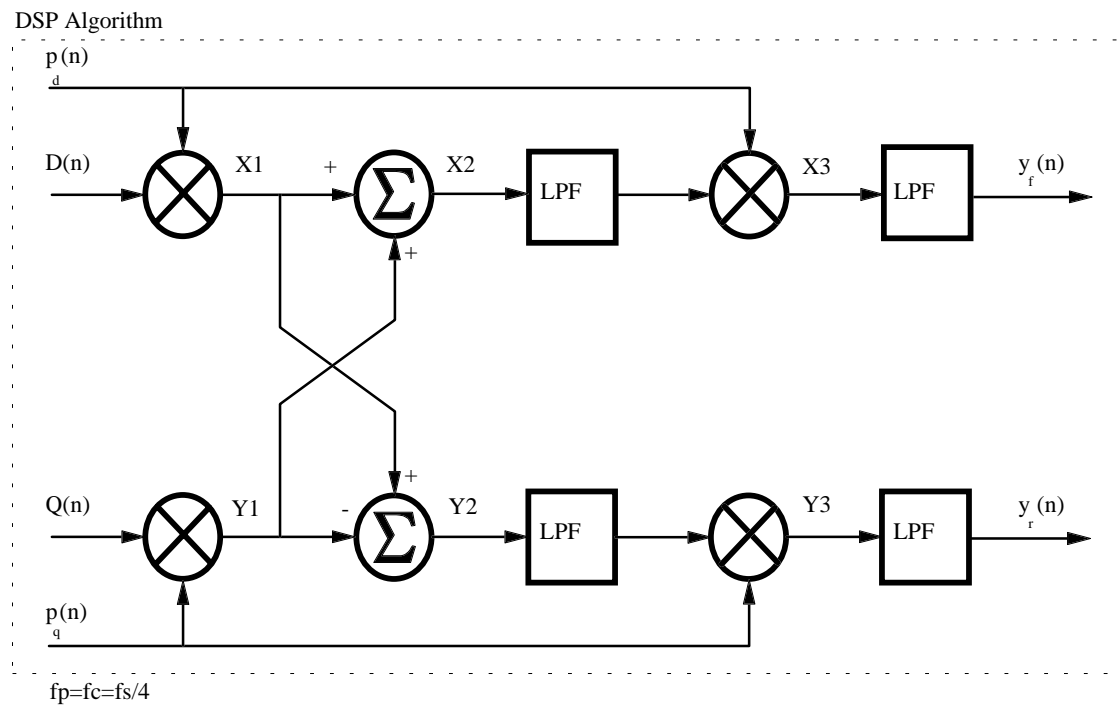 DSP Algorithm
p(n)
d
D(n)
X1
+
Σ
X2
LPF
X3
LPF
y (n)
f
+
Q(n)
Y1
-
+
Σ
Y2
LPF
Y3
LPF
y (n)
r
p(n)
q
fp=fc=fs/4